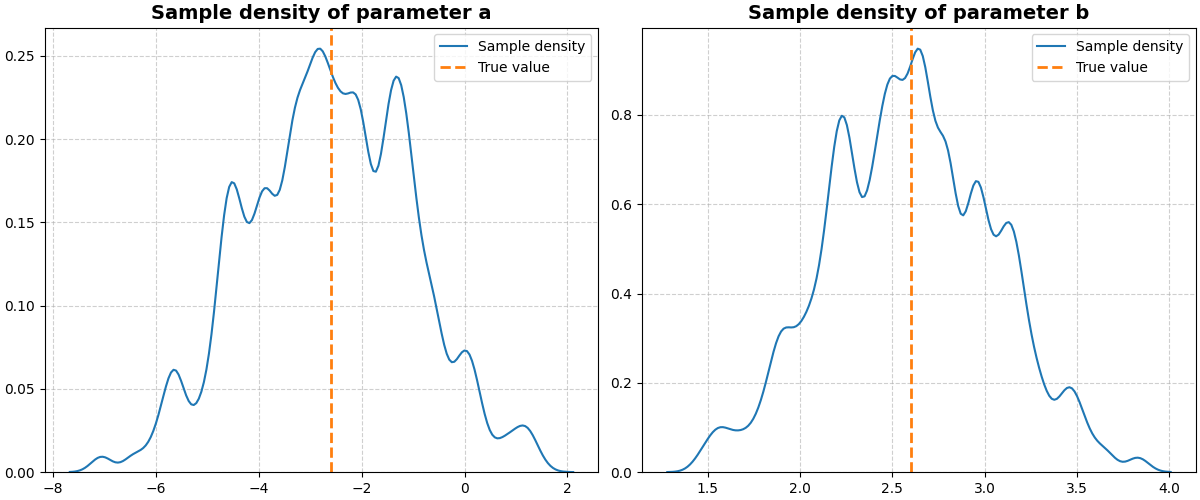 Sample density of parameter a
Sample density
True value
0.25
0.20
0.15
0.10
0.05
0.00
−8 −6 −4 −2 0 2
Sample density of parameter b
Sample density
True value
0.8
0.6
0.4
0.2
0.0
1.5 2.0 2.5 3.0 3.5 4.0